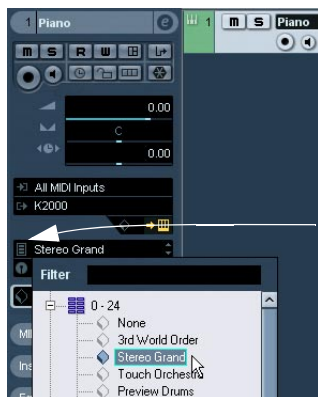 1 Piano e
1 m S Piano
m S R W
0.00
C
0.00
All MIDI Inputs
K2000
Stereo Grand
Filter
0 - 24
None
3rd World Order
Stereo Grand
Touch Orchestra
Preview Drums
MI
Ins